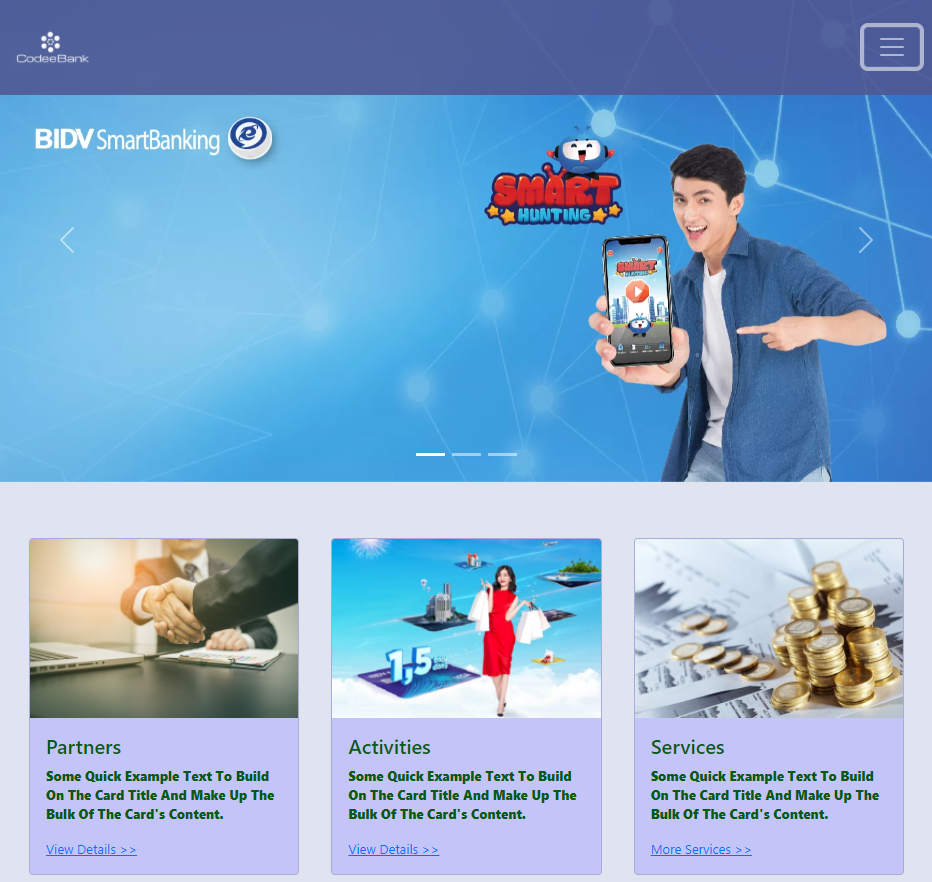 CodeeBank
BIDV SmartBanking
SMART
HUNTING
SMART
HUNTING
1,5
Partners
Some Quick Example Text To Build
On The Card Title And Make Up The
Bulk Of The Card's Content.
View Details >>
Activities
Some Quick Example Text To Build
On The Card Title And Make Up The
Bulk Of The Card's Content.
View Details >>
Services
Some Quick Example Text To Build
On The Card Title And Make Up The
Bulk Of The Card's Content.
More Services >>